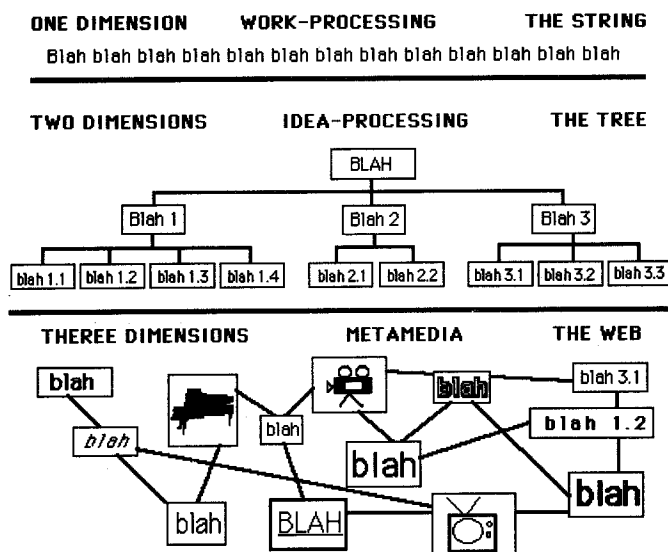 ONE DIMENSION WORK-PROCESSING THE STRING
Blah blah blah blah blah blah blah blah blah blah blah blah blah
TWO DIMENSIONS IDEA-PROCESSING THE TREE
BLAH
Blah 1 Blah 2 Blah 3
blah 1.1 blah 1.2 blah 1.3 blah 1.4 blah 2.1 blah 2.2 blah 3.1 blah 3.2 blah 3.3
THEREE DIMENSIONS METAMEDIA THE WEB
blah blah blah 3.1
blah blah blah 1.2
blah blah
blah BLAH